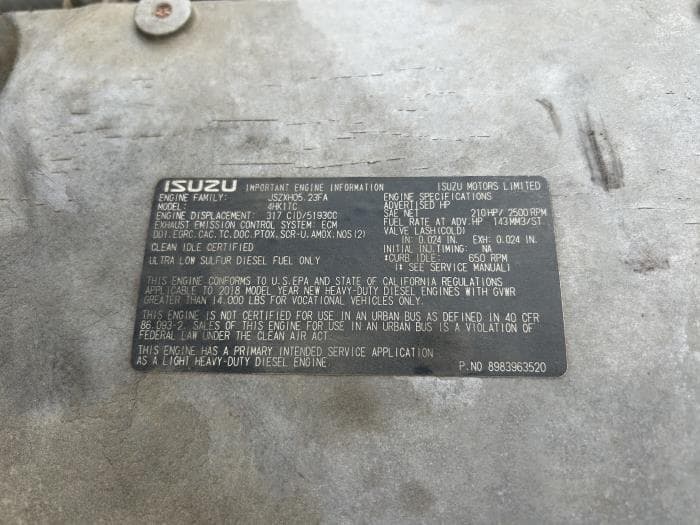 ISUZU IMPORTANT ENGINE INFORMATION ISUZU MOTORS LIMITED
ENGINE FAMILY: JSZXH05.23FA
MODEL: 4HK1TC
ENGINE DISPLACEMENT: 317 CID/5193CC
EXHAUST EMISSION CONTROL SYSTEM: ECM
DDI.EGRC.CAC.TC.DOC.PTOX.SCR-U.AMOX.NOS(2)
CLEAN IDLE CERTIFIED
ULTRA LOW SULFUR DIESEL FUEL ONLY
ENGINE SPECIFICATIONS
ADVERTISED HP
SAE NET 210HP/2500RPM
FUEL RATE AT ADV.HP 143MM3/ST.
VALVE LASH(COLD)
IN: 0.024 IN. EXH: 0.024 IN.
INITIAL INJ.TIMING: NA
*CURB IDLE: 650 RPM
(* SEE SERVICE MANUAL)
THIS ENGINE CONFORMS TO U.S.EPA AND STATE OF CALIFORNIA REGULATIONS
APPLICABLE TO 2018 MODEL YEAR NEW HEAVY-DUTY DIESEL ENGINES WITH GVWR
GREATER THAN 14.000 LBS FOR VOCATIONAL VEHICLES ONLY.
THIS ENGINE IS NOT CERTIFIED FOR USE IN AN URBAN BUS AS DEFINED IN 40 CFR
86.093-2. SALES OF THIS ENGINE FOR USE IN AN URBAN BUS IS A VIOLATION OF
FEDERAL LAW UNDER THE CLEAN AIR ACT.
THIS ENGINE HAS A PRIMARY INTENDED SERVICE APPLICATION
AS A LIGHT HEAVY-DUTY DIESEL ENGINE
P.NO 8983963520